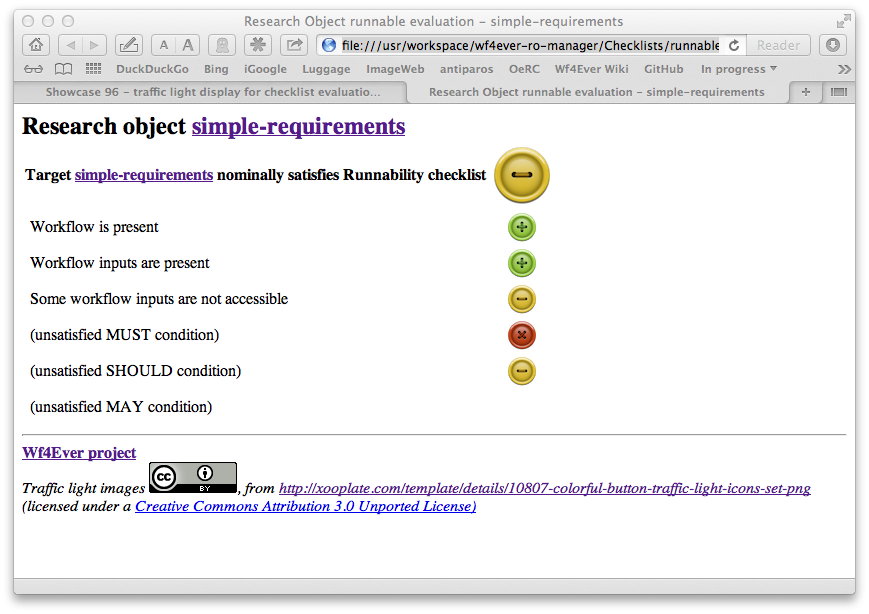 Research Object runnable evaluation – simple-requirements
A A file:///usr/workspace/wf4ever-ro-manager/Checklists/runnable Reader
DuckDuckGo Bing iGoogle Luggage ImageWeb antiparos OeRC Wf4Ever Wiki GitHub In progress ▼ »
Showcase 96 – traffic light display for checklist evaluatio... Research Object runnable evaluation – simple-requirements +
Research object simple-requirements
Target simple-requirements nominally satisfies Runnability checklist
Workflow is present
Workflow inputs are present
Some workflow inputs are not accessible
(unsatisfied MUST condition)
(unsatisfied SHOULD condition)
(unsatisfied MAY condition)
Wf4Ever project
Traffic light images cc BY , from http://xooplate.com/template/details/10807-colorful-button-traffic-light-icons-set-png
(licensed under a Creative Commons Attribution 3.0 Unported License)